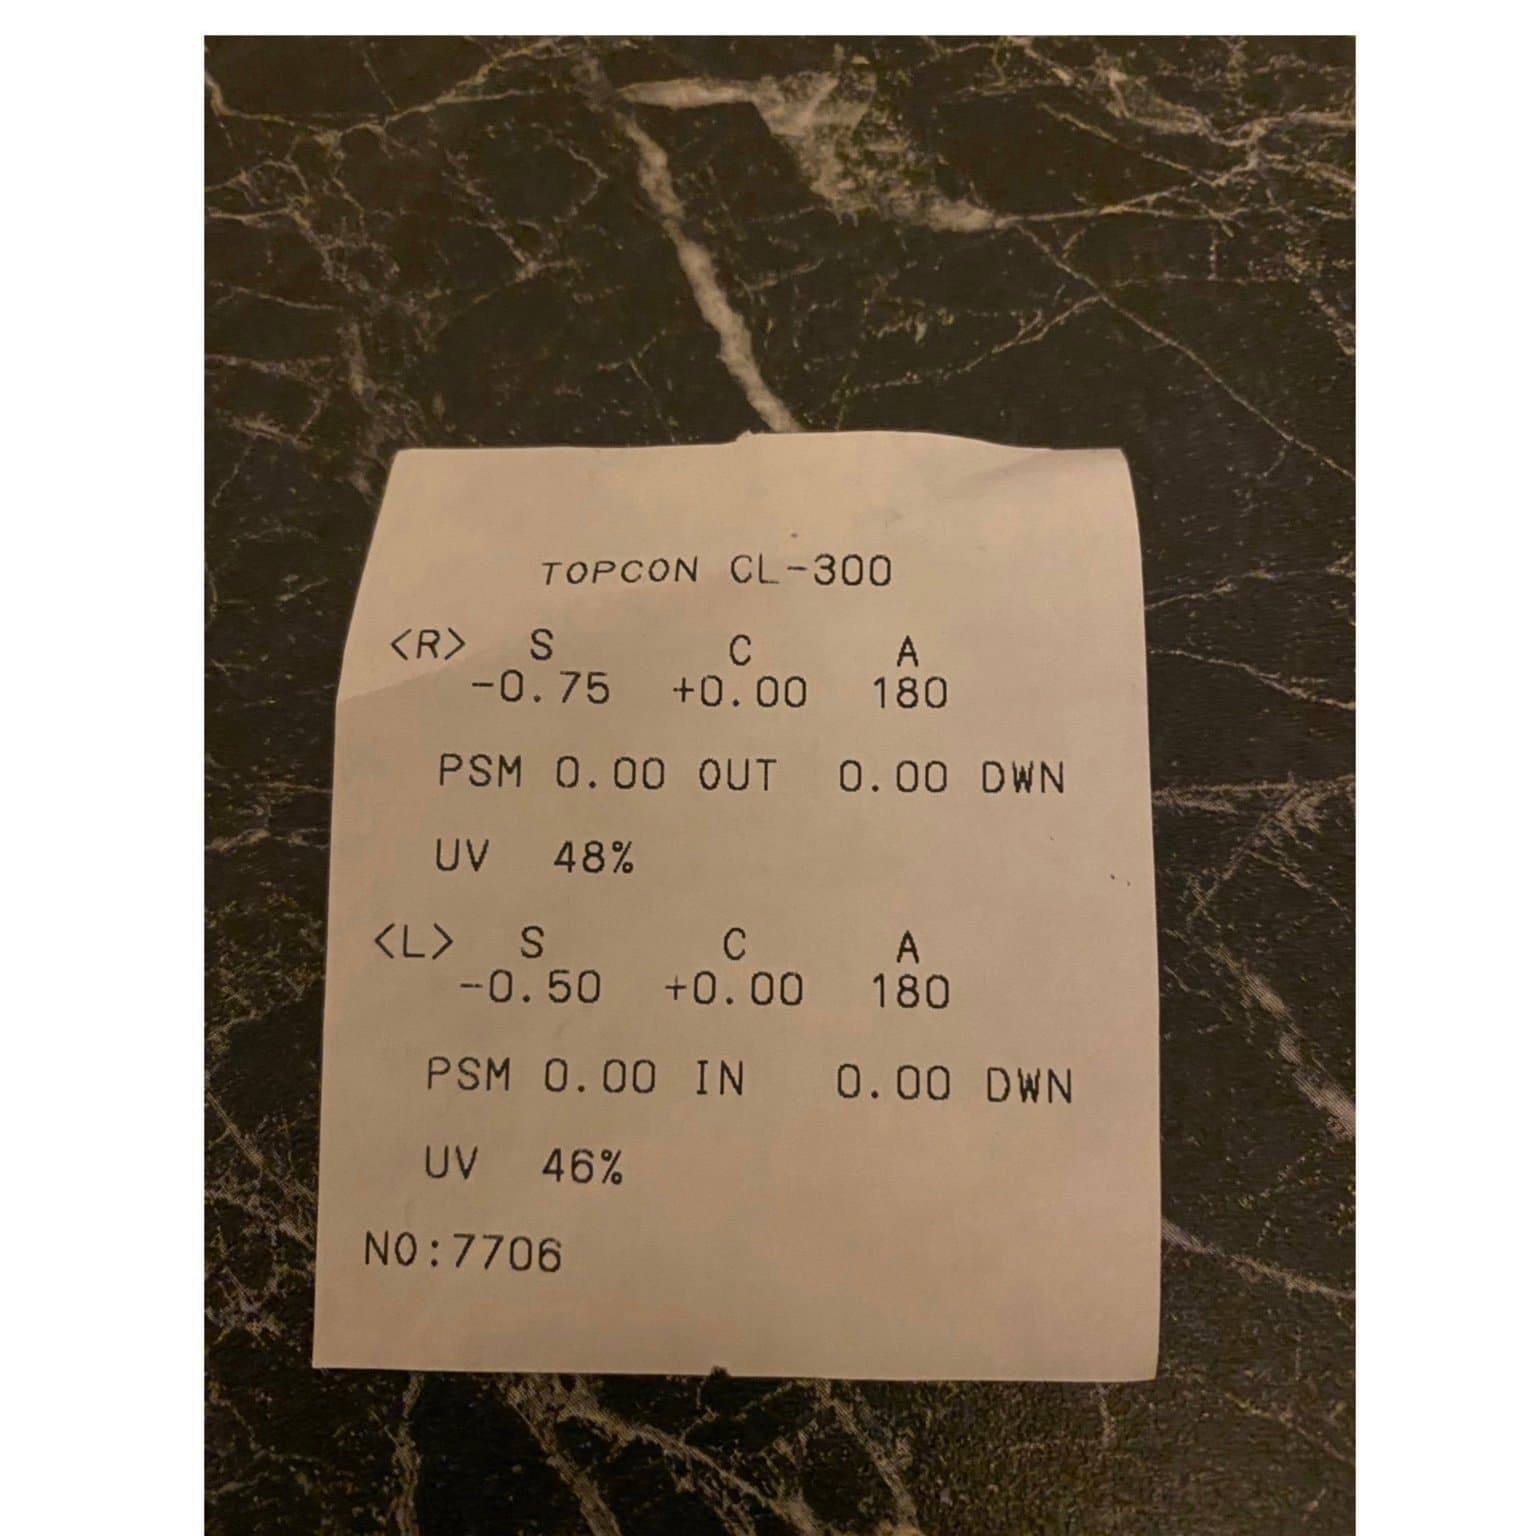 TOPCON CL-300
<R> S C A
-0.75 +0.00 180
PSM 0.00 OUT 0.00 DWN
UV 48%
<L> S C A
-0.50 +0.00 180
PSM 0.00 IN 0.00 DWN
UV 46%
NO:7706